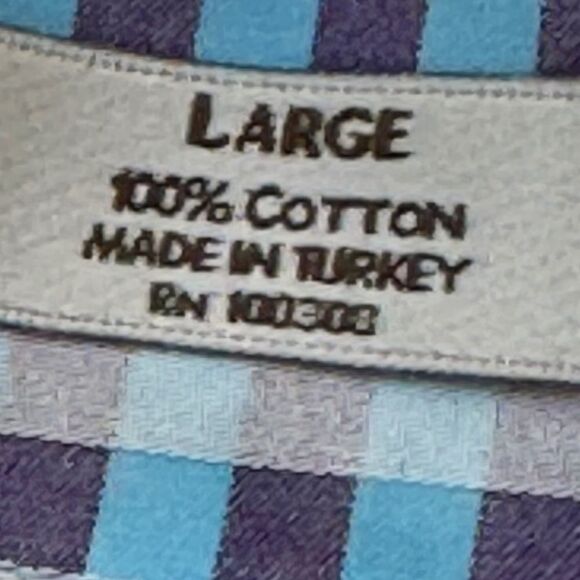 LARGE
100% COTTON
MADE IN TURKEY
RN 100308